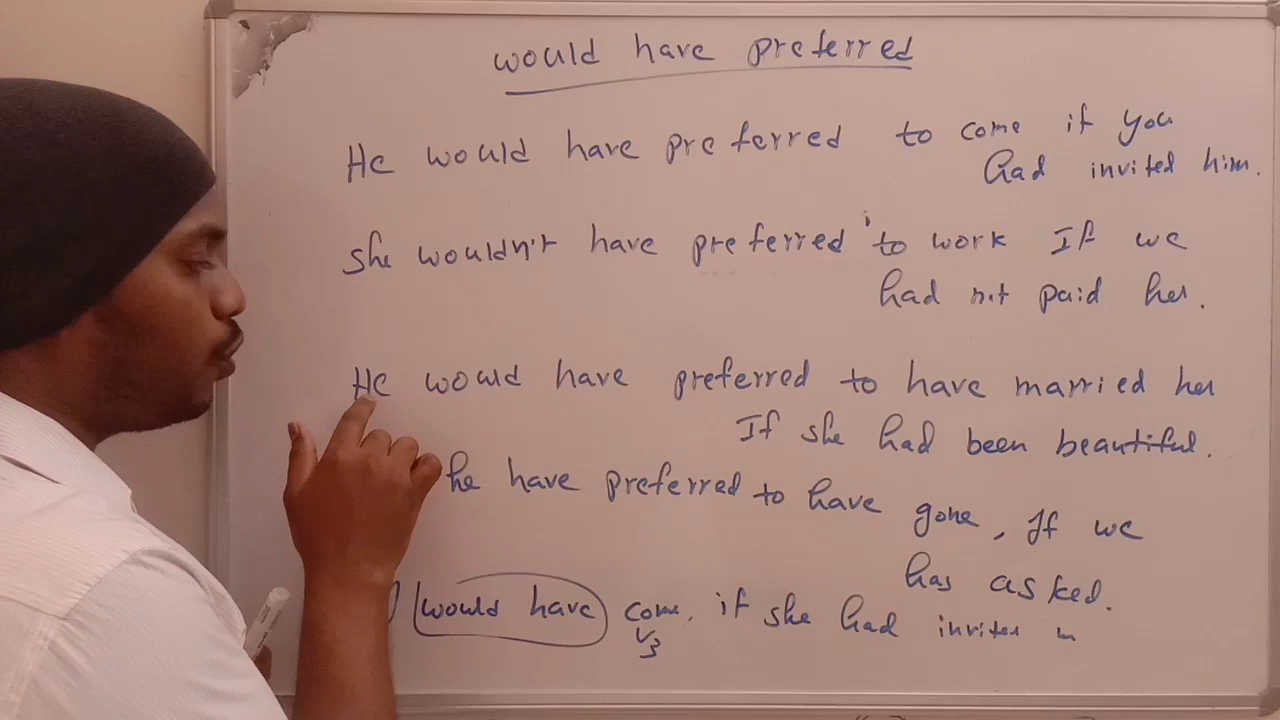 would have preferred
He would have preferred to come if you
had invited him.
she wouldn't have preferred to work If we
had not paid her.
He would have preferred to have married her
If she had been beautiful.
he have preferred to have gone, If we
has asked.
would have come, if she had invited m
V3